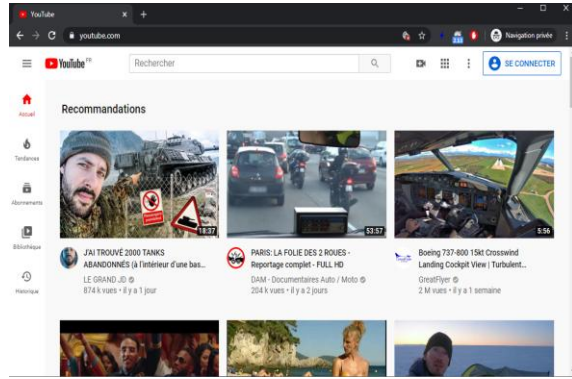 YouTube
youtube.com
Navigation privée
YouTube FR
Rechercher
SE CONNECTER
Accueil
Tendances
Abonnements
Bibliothèque
Historique
Recommandations
18:37
53:57
5:56
J'AI TROUVÉ 2000 TANKS
ABANDONNÉS (à l'intérieur d'une bas...
LE GRAND JD
874 k vues • il y a 1 jour
PARIS: LA FOLIE DES 2 ROUES -
Reportage complet - FULL HD
DAM - Documentaires Auto / Moto
204 k vues • il y a 2 jours
Boeing 737-800 15kt Crosswind
Landing Cockpit View | Turbulent...
GreatFlyer
2 M vues • il y a 1 semaine